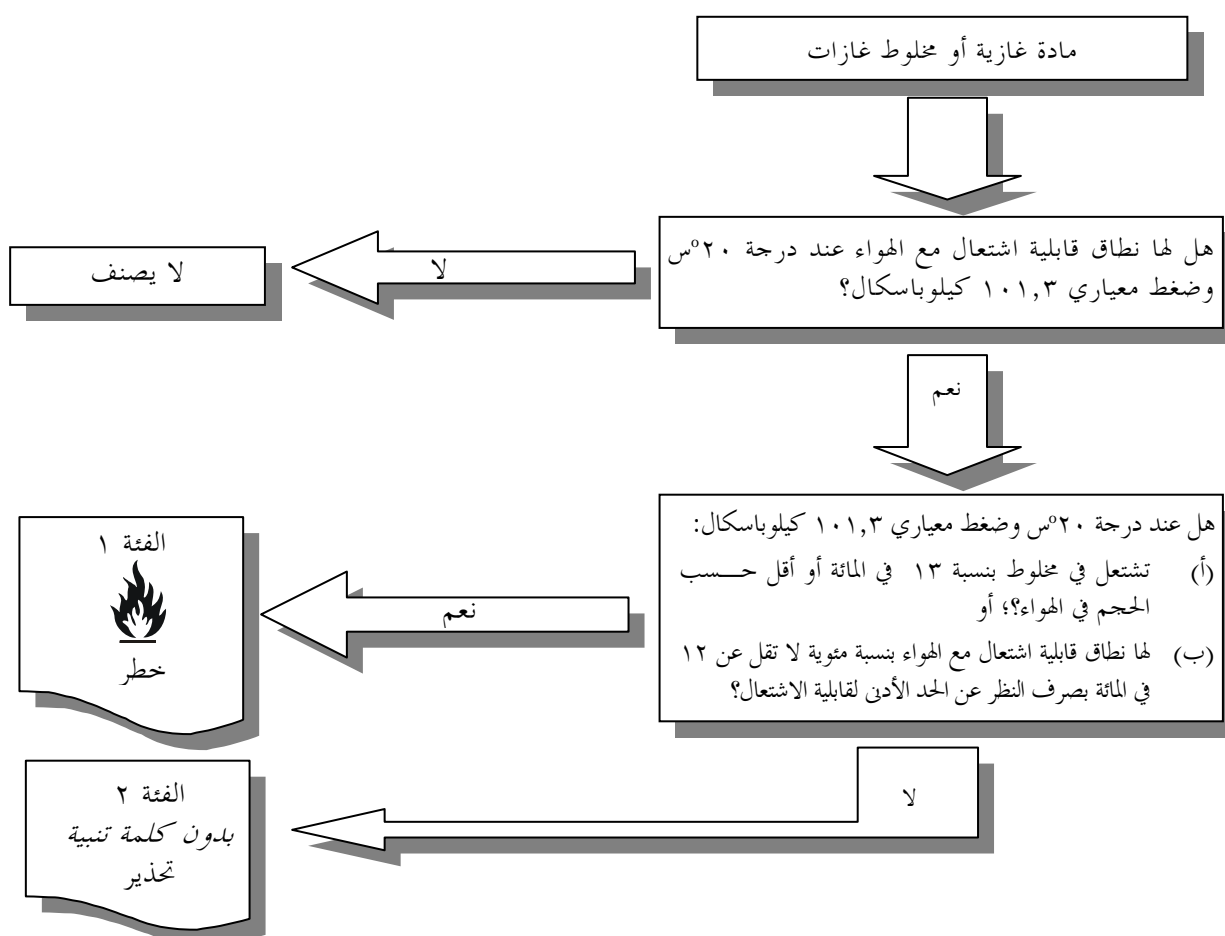 مادة غازية أو مخلوط غازات
هل لها نطاق قابلية اشتعال مع الهواء عند درجة ٢٠°س
وضغط معياري ١٠١,٣ كيلوباسكال؟
لا
لا يصنف
نعم
هل عند درجة ٢٠°س وضغط معياري ١٠١,٣ كيلوباسكال:
(أ) تشتعل في مخلوط بنسبة ١٣ في المائة أو أقل حسب
الحجم في الهواء؟؛ أو
(ب) لها نطاق قابلية اشتعال مع الهواء بنسبة مئوية لا تقل عن ١٢
في المائة بصرف النظر عن الحد الأدنى لقابلية الاشتعال؟
نعم
الفئة ١
خطر
لا
الفئة ٢
بدون كلمة تنبية
تحذير